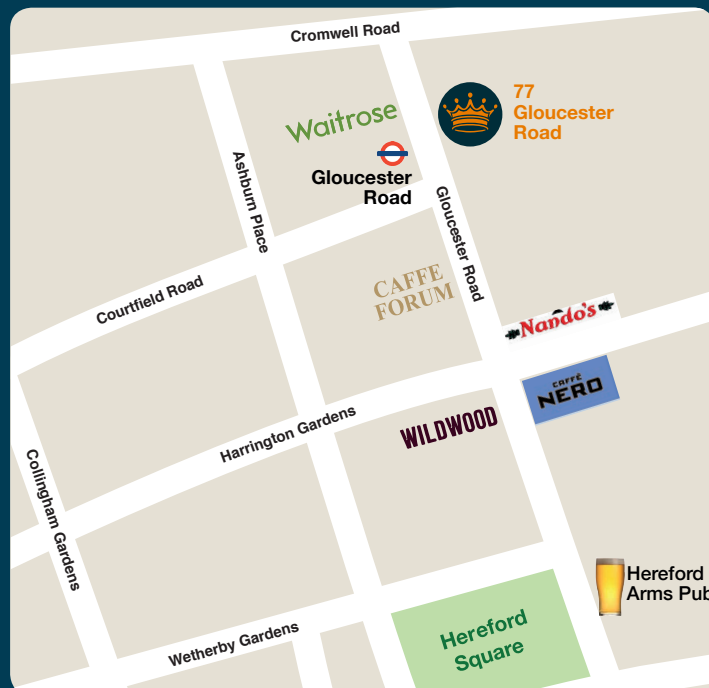 Cromwell Road
77
Gloucester
Road
Waitrose
Gloucester
Road
Ashburn Place
Gloucester Road
CAFFE
FORUM
Courtfield Road
Nando's
CAFFÈ
NERO
Harrington Gardens
WILDWOOD
Collingham Gardens
Hereford
Arms Pub
Hereford
Square
Wetherby Gardens